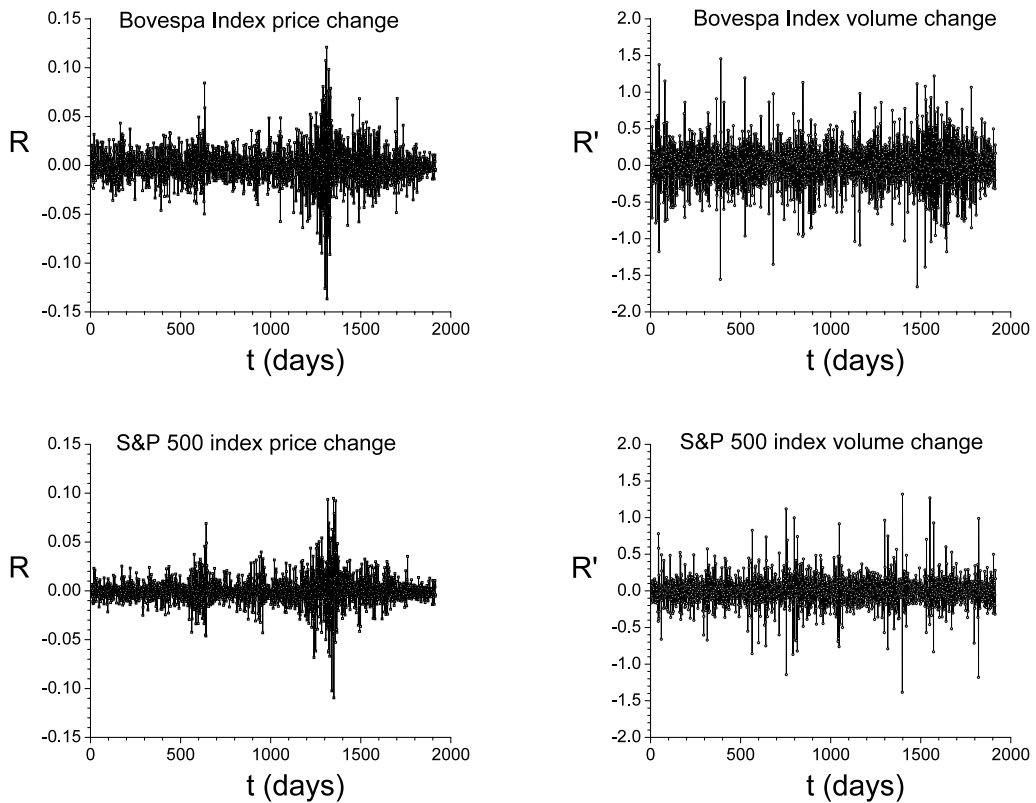 Bovespa Index price change
0.15
0.10
0.05
R
0.00
-0.05
-0.10
-0.15
0 500 1000 1500 2000
t (days)
Bovespa Index volume change
2.0
1.5
1.0
0.5
R'
0.0
-0.5
-1.0
-1.5
-2.0
0 500 1000 1500 2000
t (days)
S&P 500 index price change
0.15
0.10
0.05
R
0.00
-0.05
-0.10
-0.15
0 500 1000 1500 2000
t (days)
S&P 500 index volume change
2.0
1.5
1.0
0.5
R'
0.0
-0.5
-1.0
-1.5
-2.0
0 500 1000 1500 2000
t (days)